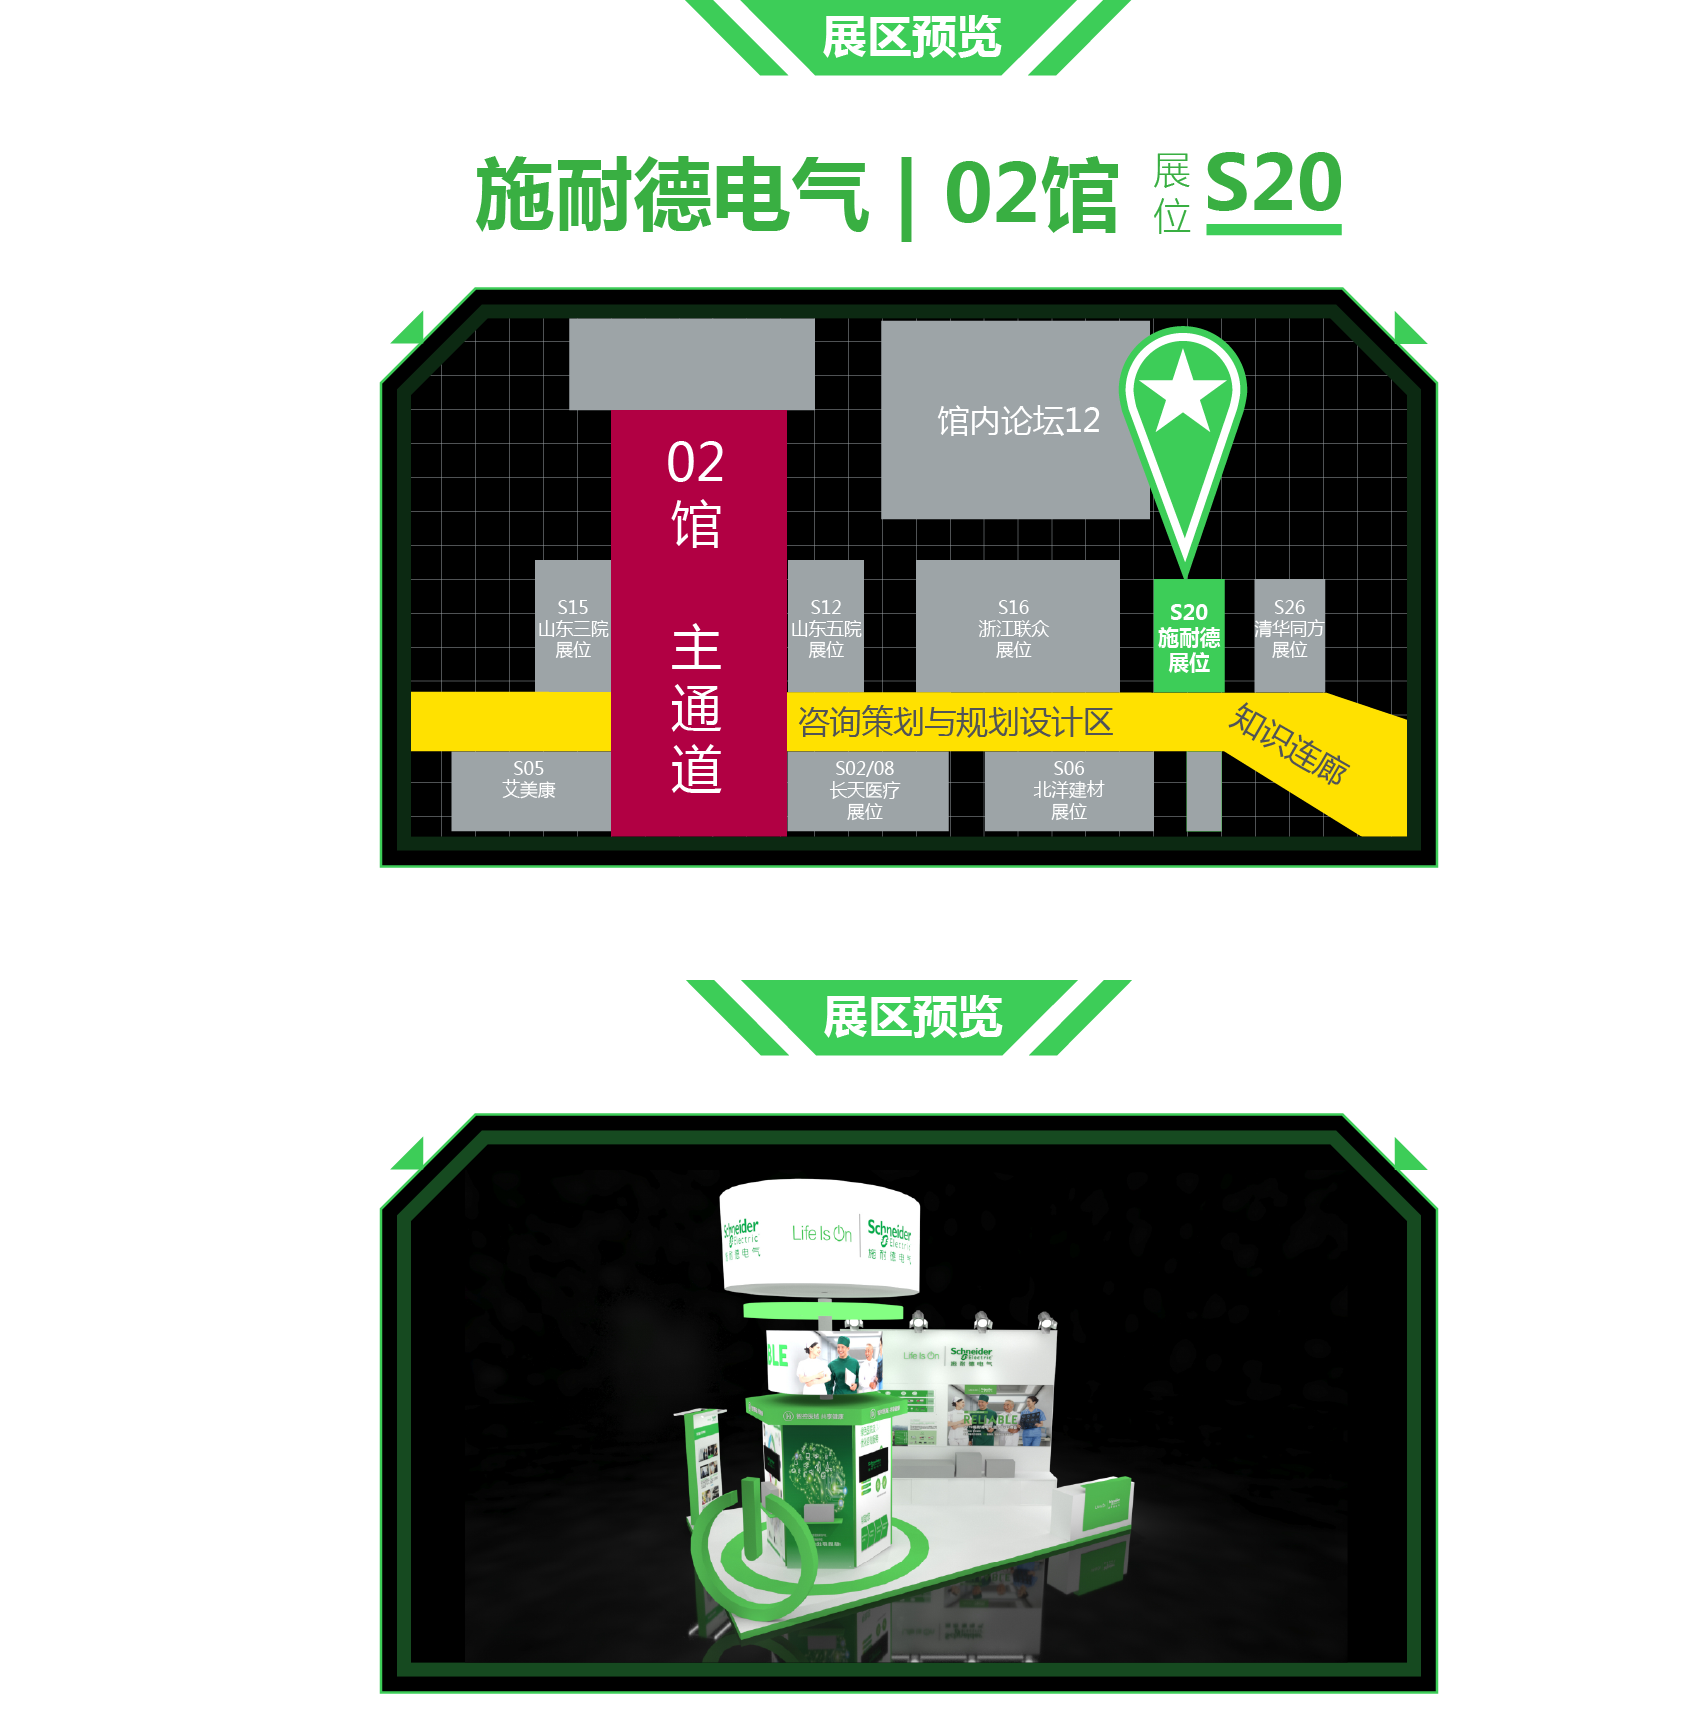 展区预览
施耐德电气 | 02馆 展位 S20
馆内论坛12
02
馆
主
通
道
S15
山东三院
展位
S12
山东五院
展位
S16
浙江联众
展位
S20
施耐德
展位
S26
清华同方
展位
咨询策划与规划设计区
知识连廊
S05
艾美康
S02/08
长天医疗
展位
S06
北洋建材
展位
展区预览
Schneider
Electric
施耐德电气
Life Is On
Schneider
Electric
施耐德电气
BLE
Life Is On
Schneider
Electric
施耐德电气
RELIABLE